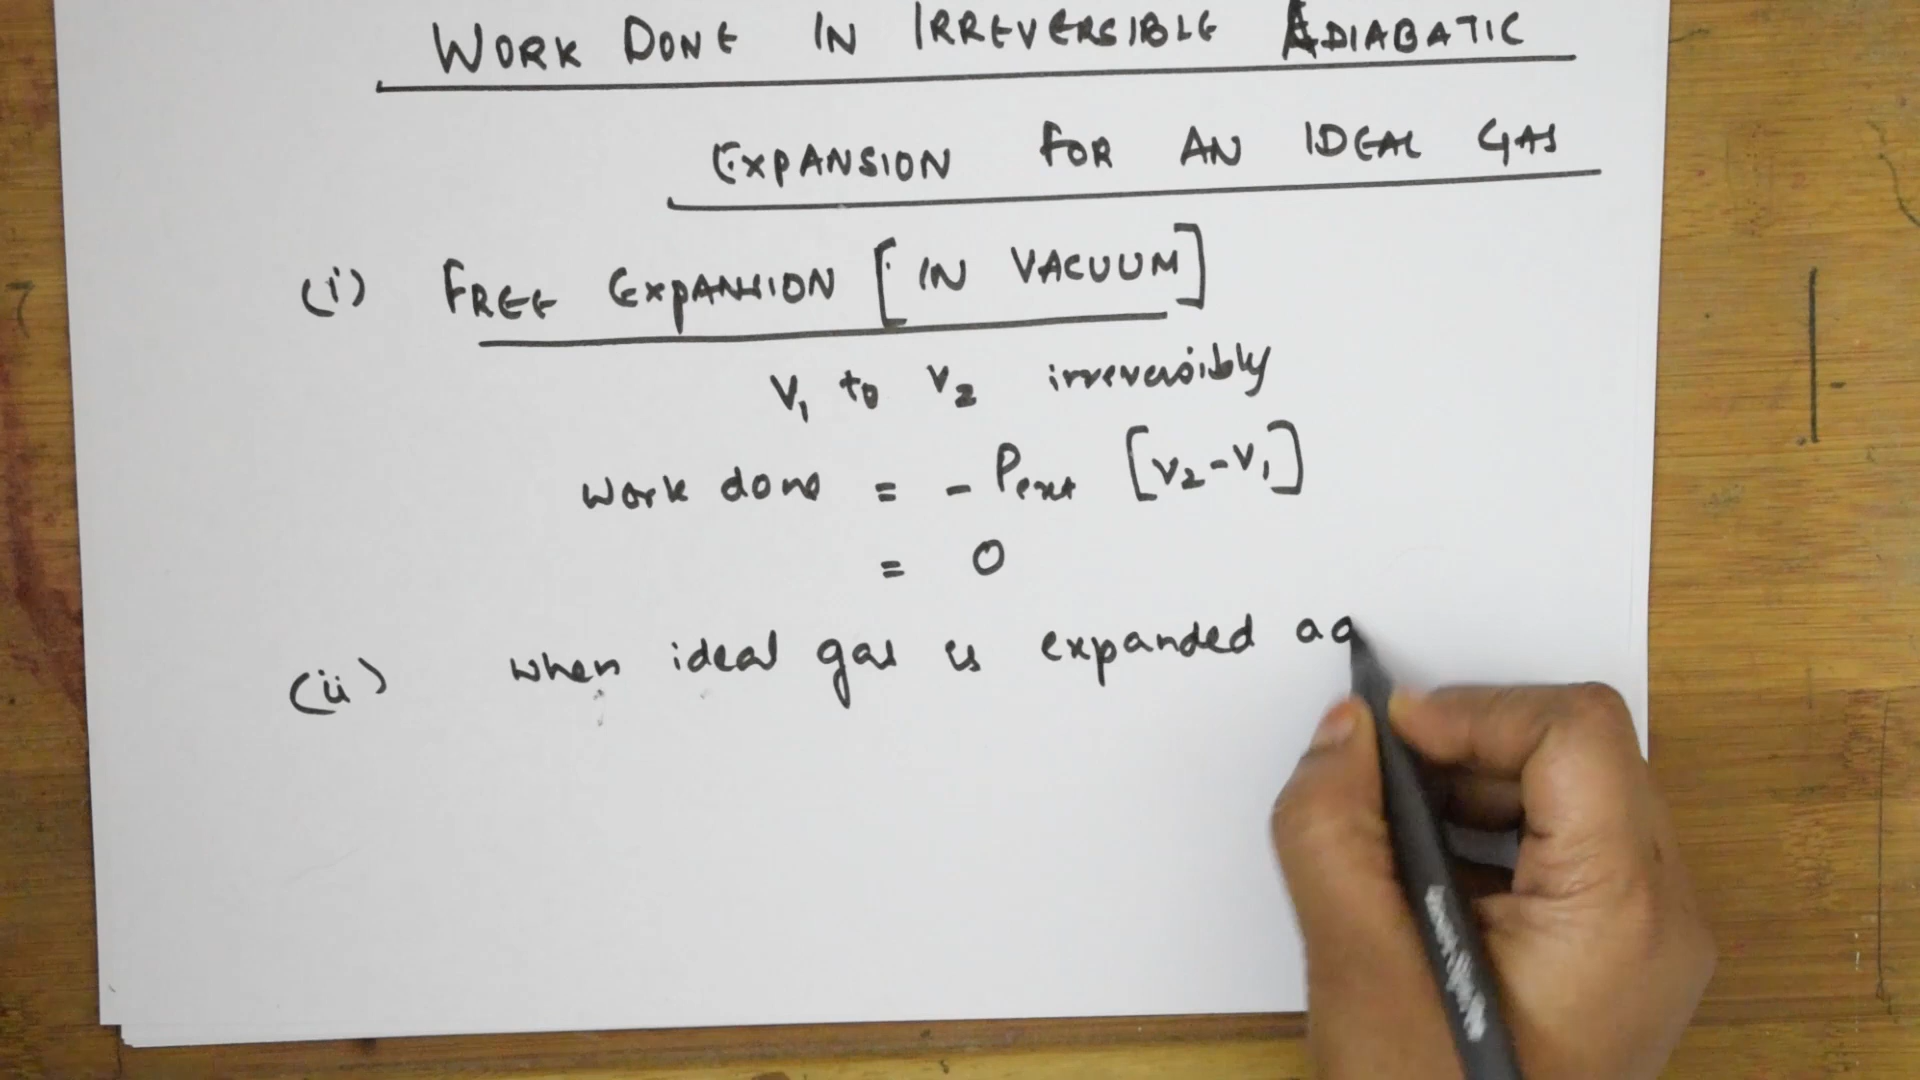 WORK DONE IN IRREVERSIBLE ADIABATIC
EXPANSION FOR AN IDEAL GAS
(i) FREE EXPANSION [IN VACUUM]
V₁ to V₂ irreversibly
Work done = - Pext [V₂-V₁]
= 0
(ii) When ideal gas is expanded ag